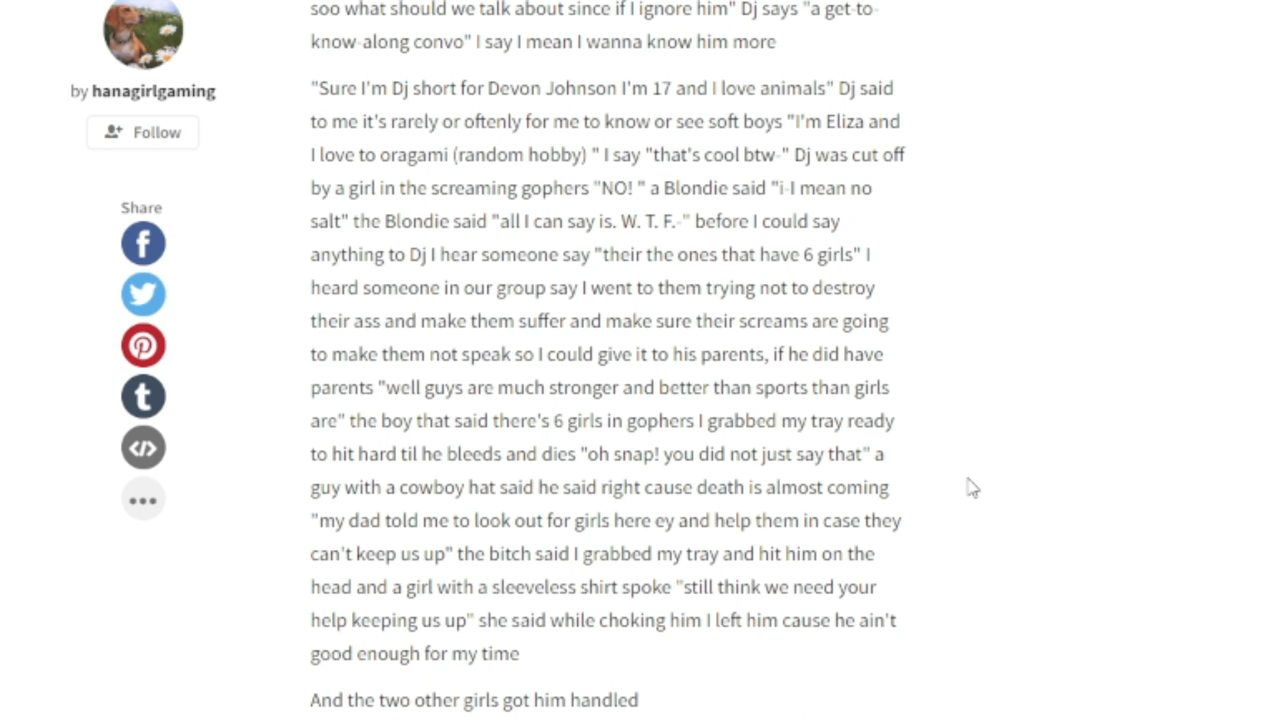 soo what should we talk about since if I ignore him" Dj says "a get-to-
know-along convo" I say I mean I wanna know him more
by hanagirlgaming
Follow
Share
"Sure I'm Dj short for Devon Johnson I'm 17 and I love animals" Dj said
to me it's rarely or oftenly for me to know or see soft boys "I'm Eliza and
I love to oragami (random hobby) " I say "that's cool btw-" Dj was cut off
by a girl in the screaming gophers "NO! " a Blondie said "i-I mean no
salt" the Blondie said "all I can say is. W. T. F.-" before I could say
anything to Dj I hear someone say "their the ones that have 6 girls" I
heard someone in our group say I went to them trying not to destroy
their ass and make them suffer and make sure their screams are going
to make them not speak so I could give it to his parents, if he did have
parents "well guys are much stronger and better than sports than girls
are" the boy that said there's 6 girls in gophers I grabbed my tray ready
to hit hard til he bleeds and dies "oh snap! you did not just say that" a
guy with a cowboy hat said he said right cause death is almost coming
"my dad told me to look out for girls here ey and help them in case they
can't keep us up" the bitch said I grabbed my tray and hit him on the
head and a girl with a sleeveless shirt spoke "still think we need your
help keeping us up" she said while choking him I left him cause he ain't
good enough for my time
And the two other girls got him handled